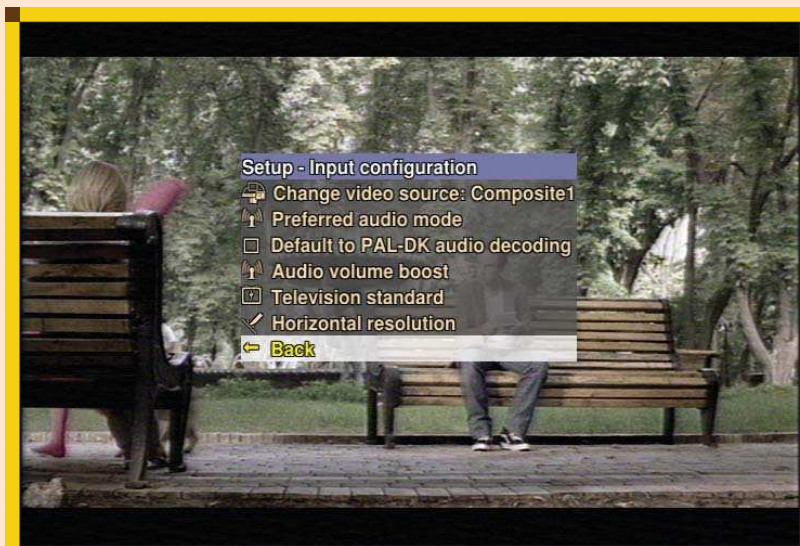 Setup - Input configuration
Change video source: Composite1
Preferred audio mode
Default to PAL-DK audio decoding
Audio volume boost
Television standard
Horizontal resolution
Back